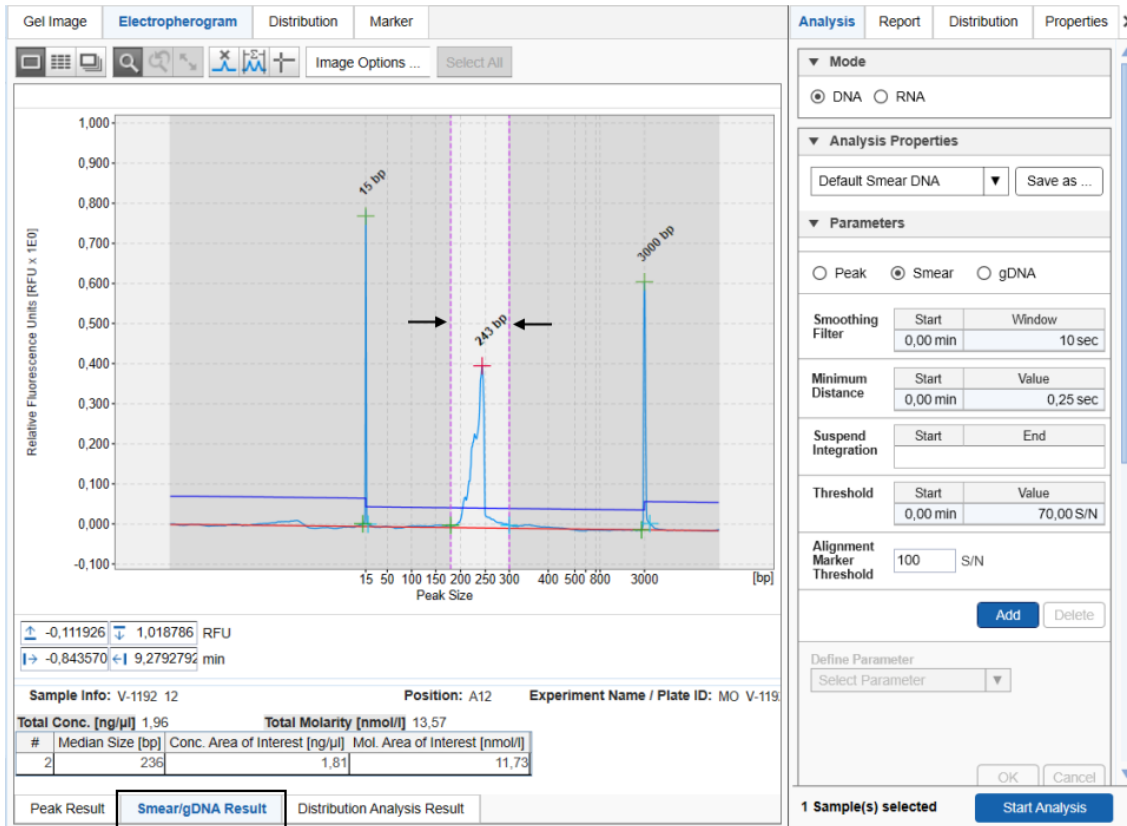 Gel Image Electropherogram Distribution Marker
Image Options ... Select All
1,000
0,900
0,800
0,700
0,600
0,500
0,400
0,300
0,200
0,100
0,000
-0,100
Relative Fluorescence Units [RFU x 1E0]
15 bp
243 bp
3000 bp
15 50 100 150 200 250 300 400 500 800 3000 [bp]
Peak Size
-0,111926 1,018786 RFU
-0,843570 9,2792792 min
Sample Info: V-1192 12 Position: A12 Experiment Name / Plate ID: MO V-119
Total Conc. [ng/µl] 1,96 Total Molarity [nmol/l] 13,57
# Median Size [bp] Conc. Area of Interest [ng/µl] Mol. Area of Interest [nmol/l]
2 236 1,81 11,73
Peak Result Smear/gDNA Result Distribution Analysis Result
Analysis Report Distribution Properties
Mode
DNA RNA
Analysis Properties
Default Smear DNA Save as ...
Parameters
Peak Smear gDNA
Smoothing Filter Start Window
0,00 min 10 sec
Minimum Distance Start Value
0,00 min 0,25 sec
Suspend Integration Start End
Threshold Start Value
0,00 min 70,00 S/N
Alignment Marker Threshold 100 S/N
Add Delete
Define Parameter
Select Parameter
OK Cancel
1 Sample(s) selected Start Analysis